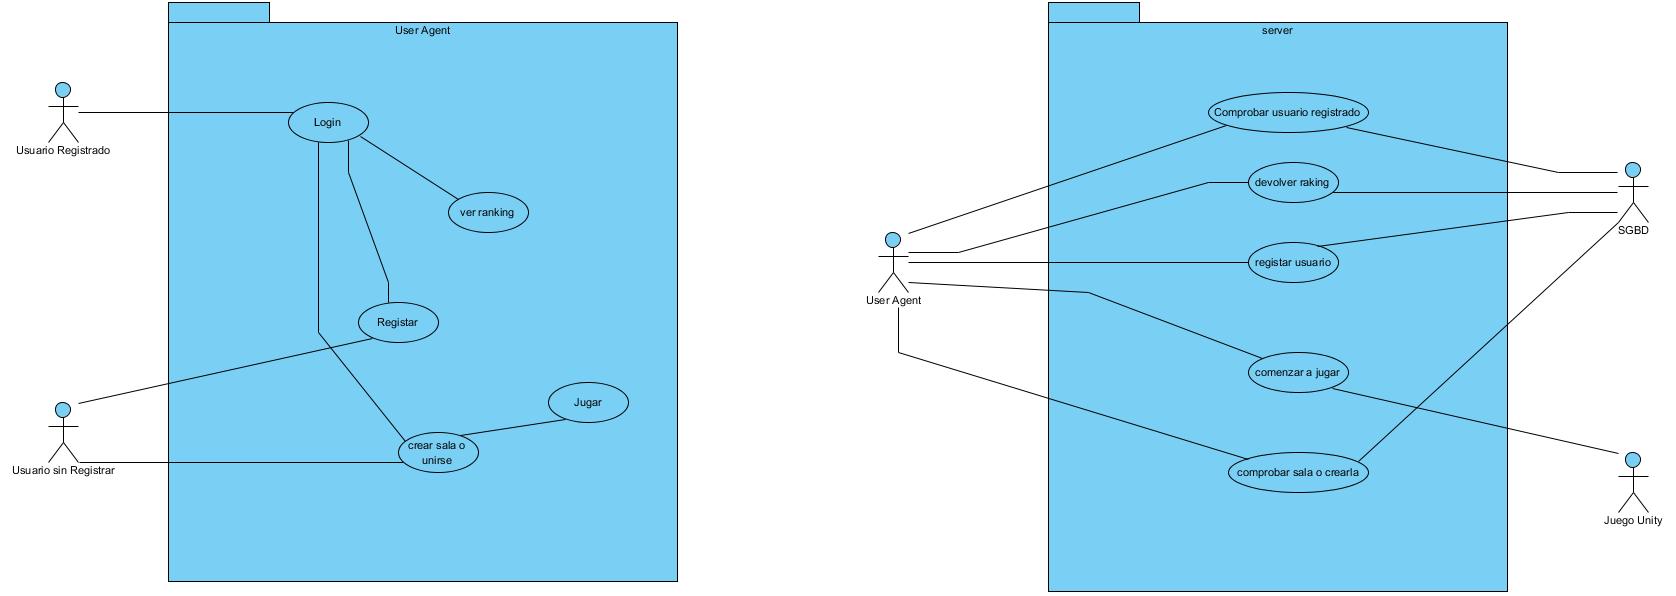 User Agent
Usuario Registrado
Login
ver ranking
Registar
Jugar
crear sala o
unirse
Usuario sin Registrar
server
Comprobar usuario registrado
devolver raking
SGBD
registar usuario
User Agent
comenzar a jugar
comprobar sala o crearla
Juego Unity